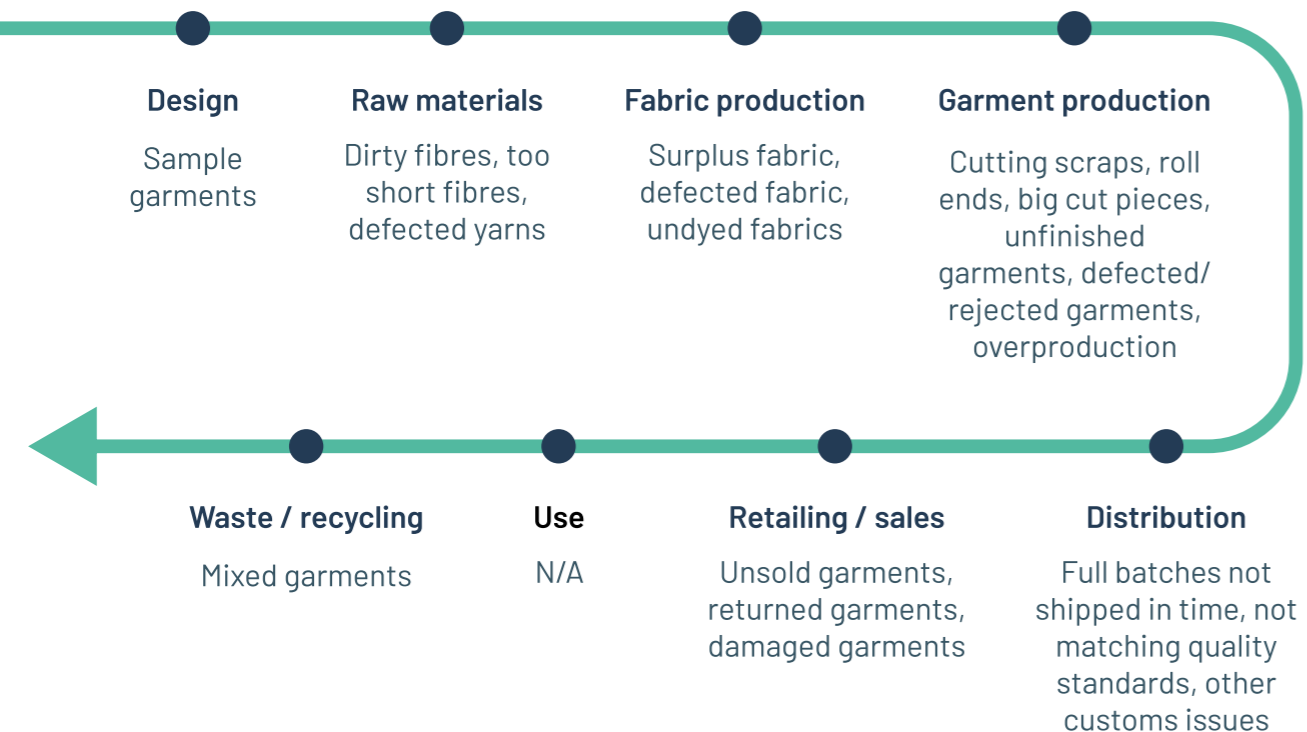 Design
Sample
garments
Raw materials
Dirty fibres, too
short fibres,
defected yarns
Fabric production
Surplus fabric,
defected fabric,
undyed fabrics
Garment production
Cutting scraps, roll
ends, big cut pieces,
unfinished
garments, defected/
rejected garments,
overproduction
Waste / recycling
Mixed garments
Use
N/A
Retailing / sales
Unsold garments,
returned garments,
damaged garments
Distribution
Full batches not
shipped in time, not
matching quality
standards, other
customs issues